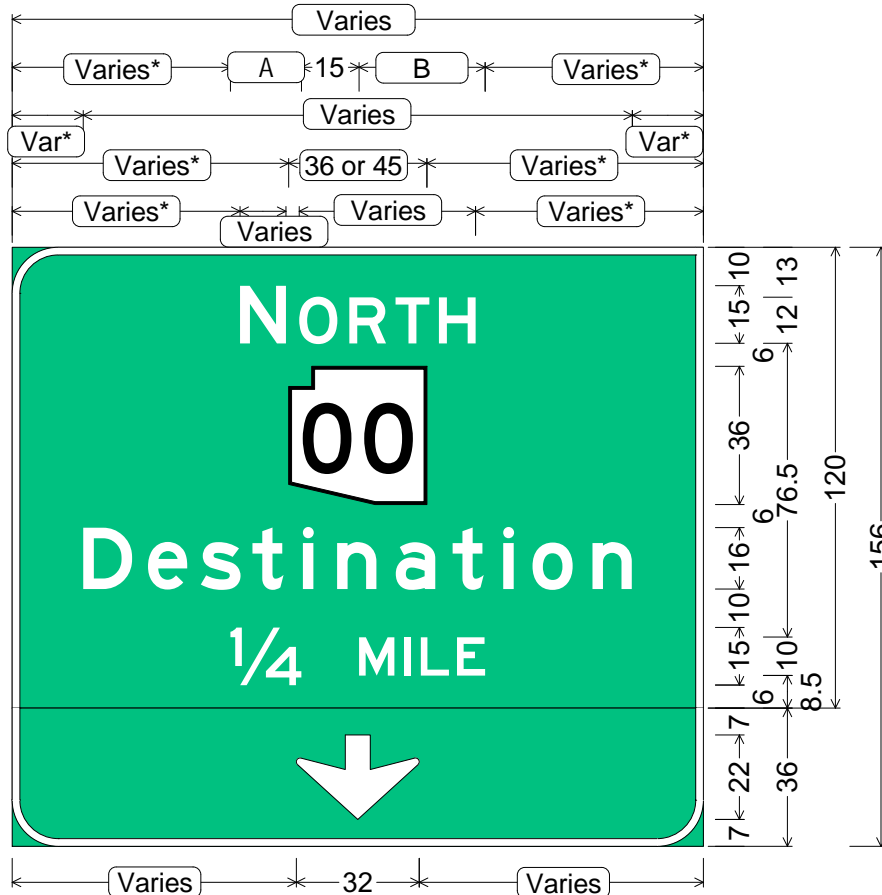 Varies
Varies* A 15 B Varies*
Varies
Var* Var*
Varies* 36 or 45 Varies*
Varies* Varies Varies*
Varies
NORTH
00
Destination
1/4 MILE
10 13
15 12
6
36
76.5
120
6
16
156
10
15 10
6 8.5
7
22 36
7
Varies 32 Varies